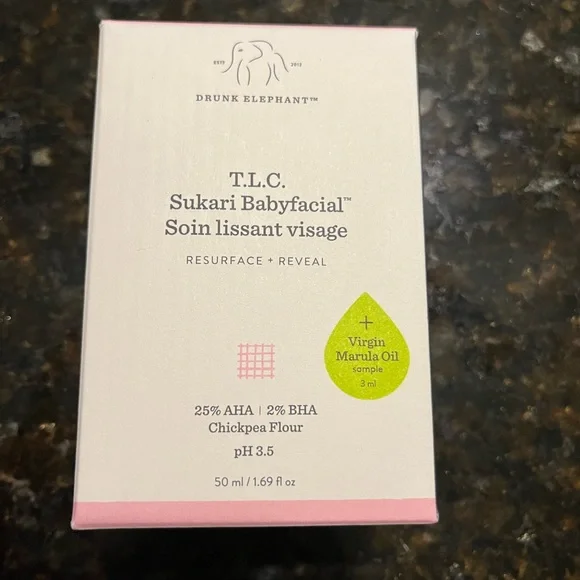 ESTD 2012
DRUNK ELEPHANT™
T.L.C.
Sukari Babyfacial™
Soin lissant visage
RESURFACE + REVEAL
+
Virgin
Marula Oil
sample
3 ml
25% AHA | 2% BHA
Chickpea Flour
pH 3.5
50 ml / 1.69 fl oz